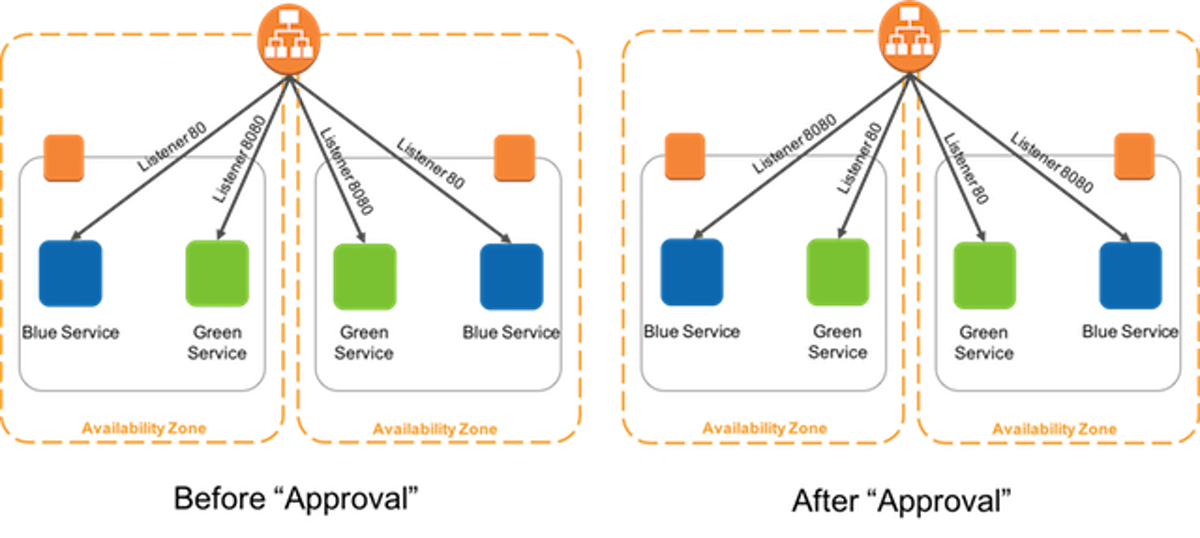 Listener 80
Listener 8080
Listener 8080
Listener 80
Blue Service
Green
Service
Green
Service
Blue Service
Availability Zone
Availability Zone
Before “Approval”
Listener 8080
Listener 80
Listener 80
Listener 8080
Blue Service
Green
Service
Green
Service
Blue Service
Availability Zone
Availability Zone
After “Approval”